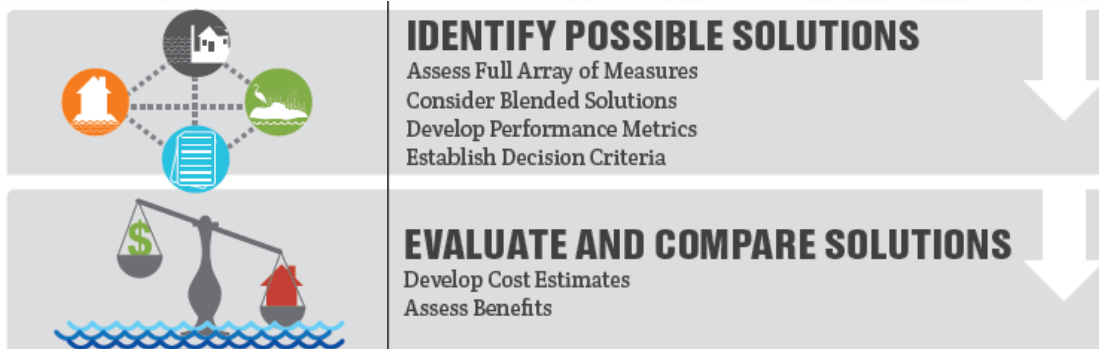 IDENTIFY POSSIBLE SOLUTIONS
Assess Full Array of Measures
Consider Blended Solutions
Develop Performance Metrics
Establish Decision Criteria
$
EVALUATE AND COMPARE SOLUTIONS
Develop Cost Estimates
Assess Benefits